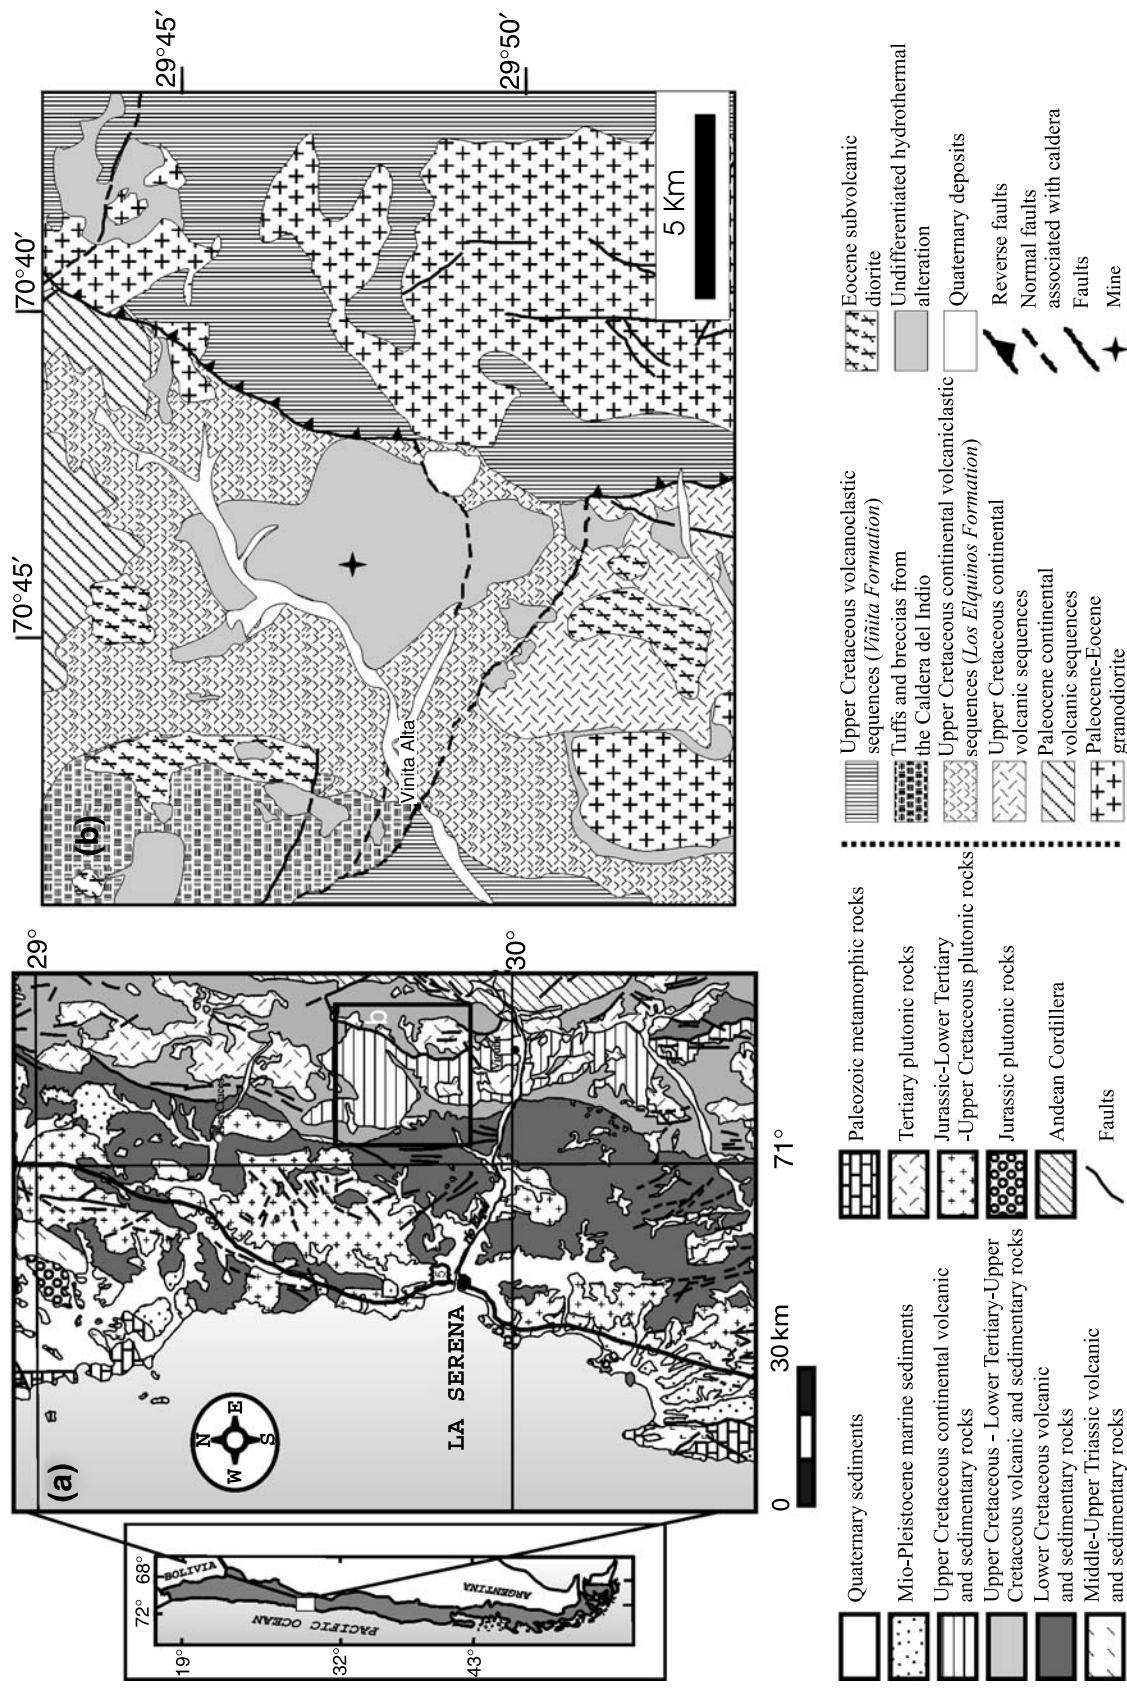 (a)
29°
30°
71°
LA SERENA
N
E
S
W
5
b
0
30 km
19°
32°
43°
72°
68°
BOLIVIA
ARGENTINA
PACIFIC OCEAN
(b)
29°45′
29°50′
70°45′
70°40′
Vinita Alta
5 Km
Quaternary sediments
Mio-Pleistocene marine sediments
Upper Cretaceous continental volcanic
and sedimentary rocks
Upper Cretaceous - Lower Tertiary-Upper
Cretaceous volcanic and sedimentary rocks
Lower Cretaceous volcanic
and sedimentary rocks
Middle-Upper Triassic volcanic
and sedimentary rocks
Paleozoic metamorphic rocks
Tertiary plutonic rocks
Jurassic-Lower Tertiary
-Upper Cretaceous plutonic rocks
Jurassic plutonic rocks
Andean Cordillera
Faults
Upper Cretaceous volcanoclastic
sequences (Viñita Formation)
Tuffs and breccias from
the Caldera del Indio
Upper Cretaceous continental volcaniclastic
sequences (Los Elquinos Formation)
Upper Cretaceous continental
volcanic sequences
Paleocene continental
volcanic sequences
Paleocene-Eocene
granodiorite
Eocene subvolcanic
diorite
Undifferentiated hydrothermal
alteration
Quaternary deposits
Reverse faults
Normal faults
associated with caldera
Faults
Mine